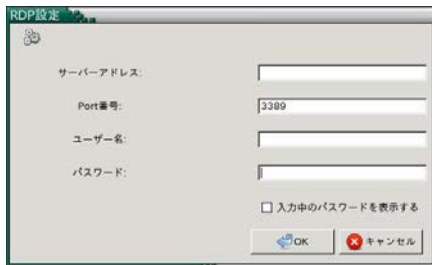 RDP設定
サーバーアドレス:
Port番号:
3389
ユーザー名:
パスワード:
入力中のパスワードを表示する
OK
キャンセル